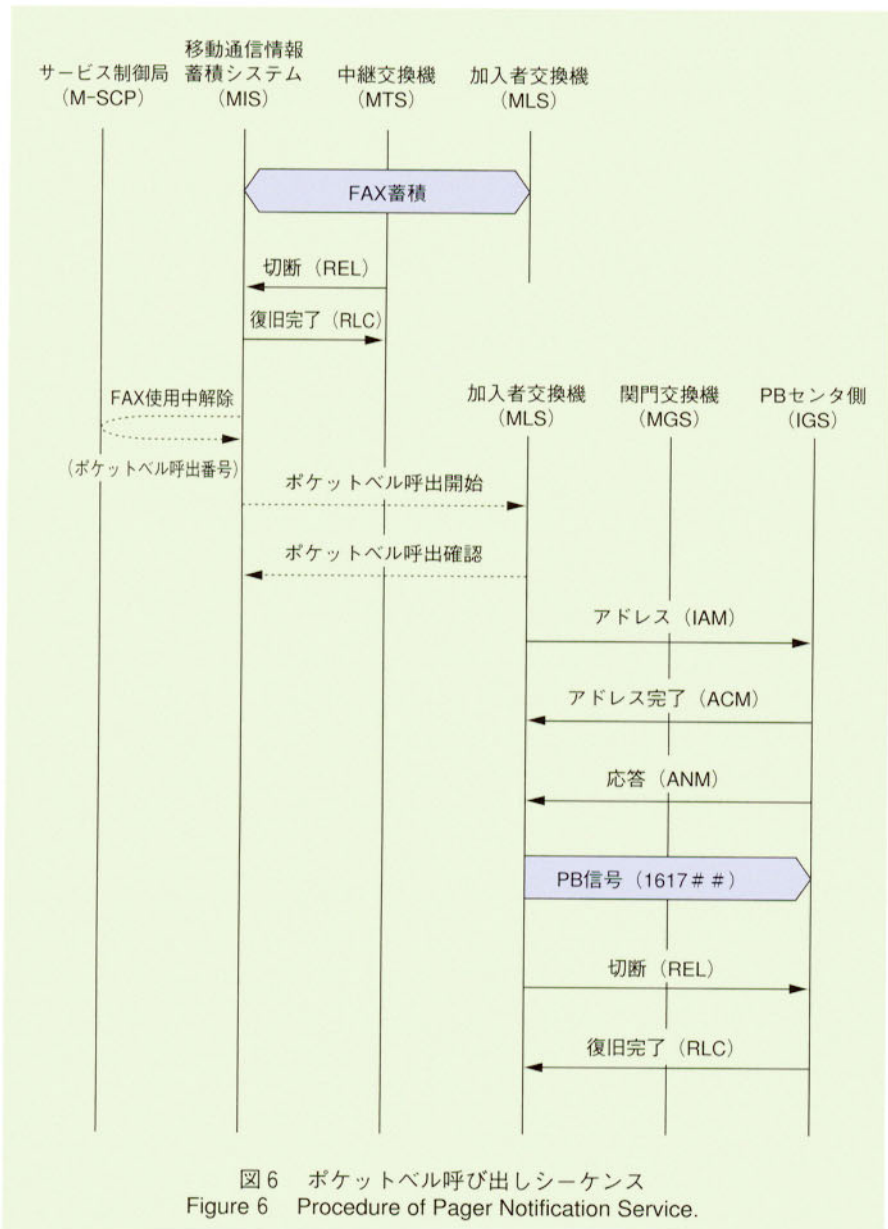 サービス制御局
(M-SCP)
移動通信情報
蓄積システム
(MIS)
中継交換機
(MTS)
加入者交換機
(MLS)
FAX蓄積
切断(REL)
復旧完了(RLC)
FAX使用中解除
(ポケットベル呼出番号)
加入者交換機
(MLS)
関門交換機
(MGS)
PBセンタ側
(IGS)
ポケットベル呼出開始
ポケットベル呼出確認
アドレス(IAM)
アドレス完了(ACM)
応答(ANM)
PB信号(1617##)
切断(REL)
復旧完了(RLC)
図6 ポケットベル呼び出しシーケンス
Figure 6 Procedure of Pager Notification Service.